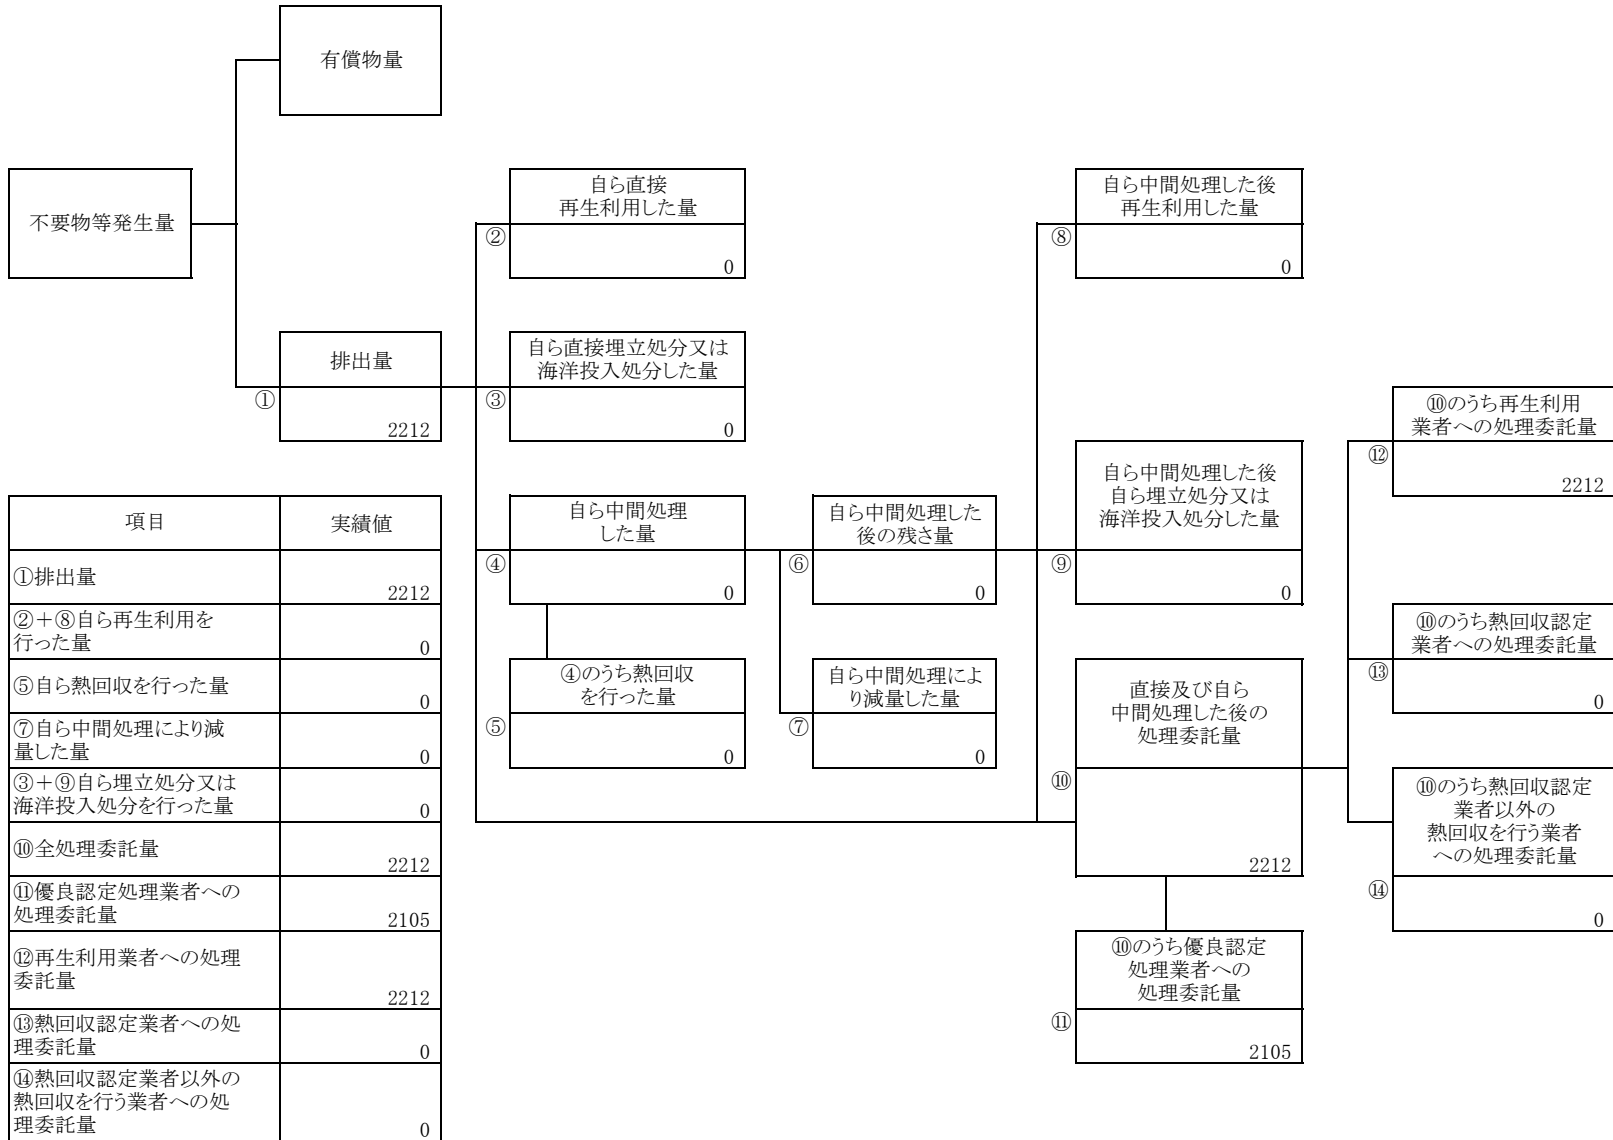 有償物量
不要物等発生量
自ら直接
再生利用した量
②
0
自ら中間処理した後
再生利用した量
⑧
0
排出量
①
2212
自ら直接埋立処分又は
海洋投入処分した量
③
0
⑩のうち再生利用
業者への処理委託量
⑫
2212
自ら中間処理
した量
④
0
自ら中間処理した
後の残さ量
⑥
0
自ら中間処理した後
自ら埋立処分又は
海洋投入処分した量
⑨
0
⑩のうち熱回収認定
業者への処理委託量
⑬
0
④のうち熱回収
を行った量
⑤
0
自ら中間処理によ
り減量した量
⑦
0
直接及び自ら
中間処理した後の
処理委託量
⑩
2212
⑩のうち熱回収認定
業者以外の
熱回収を行う業者
への処理委託量
⑭
0
⑩のうち優良認定
処理業者への
処理委託量
⑪
2105
項目 実績値
①排出量
2212
②+⑧自ら再生利用を
行った量 0
⑤自ら熱回収を行った量
0
⑦自ら中間処理により減
量した量 0
③+⑨自ら埋立処分又は
海洋投入処分を行った量 0
⑩全処理委託量
2212
⑪優良認定処理業者への
処理委託量 2105
⑫再生利用業者への処理
委託量
2212
⑬熱回収認定業者への処
理委託量 0
⑭熱回収認定業者以外の
熱回収を行う業者への処
理委託量 0